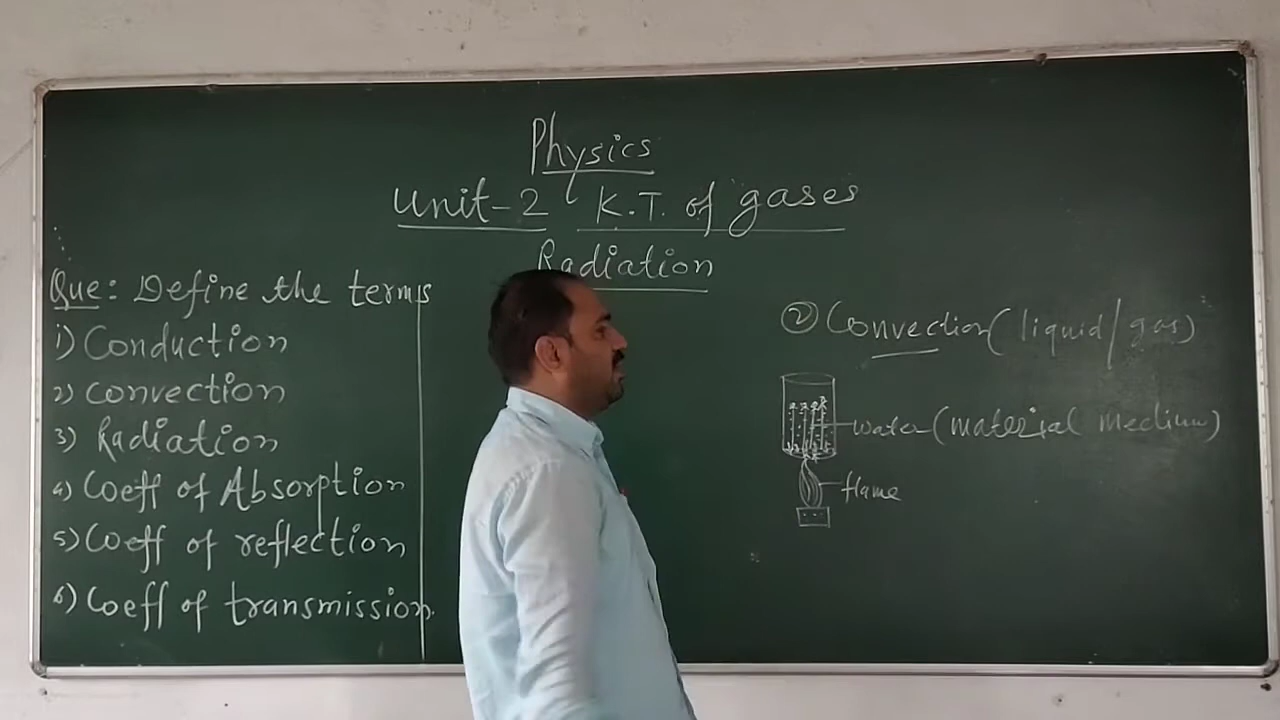 Physics
Unit-2 K.T. of gases
Radiation
Que: Define the terms
1) Conduction
2) Convection
3) Radiation
4) Coeff of Absorption
5) Coeff of reflection
6) Coeff of transmission.
② Convection (liquid/gas)
water (material medium)
flame